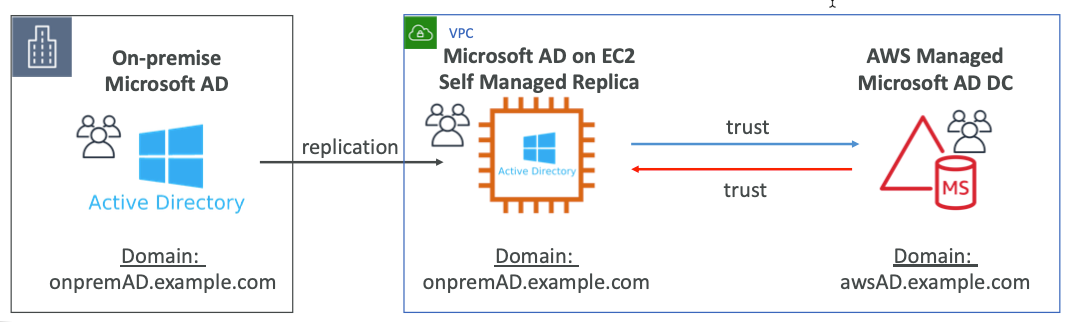 VPC
On-premise
Microsoft AD
Microsoft AD on EC2
Self Managed Replica
AWS Managed
Microsoft AD DC
replication
trust
trust
Active Directory
Active Directory
MS
Domain:
onpremAD.example.com
Domain:
onpremAD.example.com
Domain:
awsAD.example.com